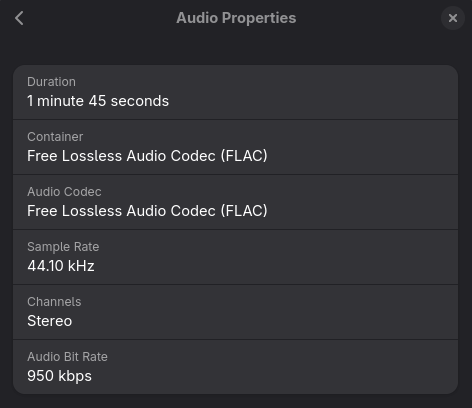 Audio Properties
Duration
1 minute 45 seconds
Container
Free Lossless Audio Codec (FLAC)
Audio Codec
Free Lossless Audio Codec (FLAC)
Sample Rate
44.10 kHz
Channels
Stereo
Audio Bit Rate
950 kbps